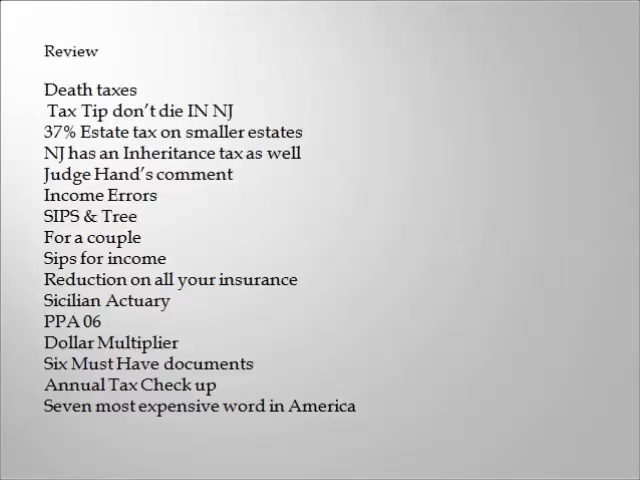 Review
Death taxes
Tax Tip don't die IN NJ
37% Estate tax on smaller estates
NJ has an Inheritance tax as well
Judge Hand's comment
Income Errors
SIPS & Tree
For a couple
Sips for income
Reduction on all your insurance
Sicilian Actuary
PPA 06
Dollar Multiplier
Six Must Have documents
Annual Tax Check up
Seven most expensive word in America